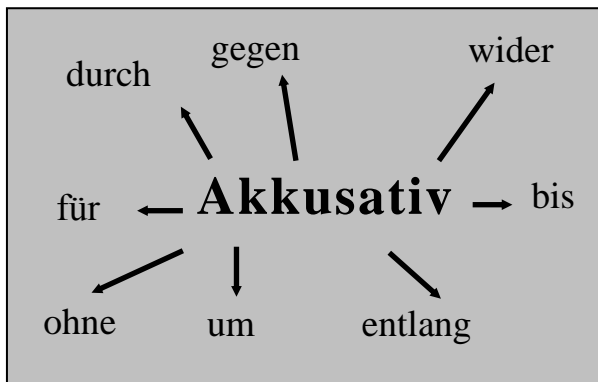 durch gegen wider
für Akkusativ bis
ohne um entlang